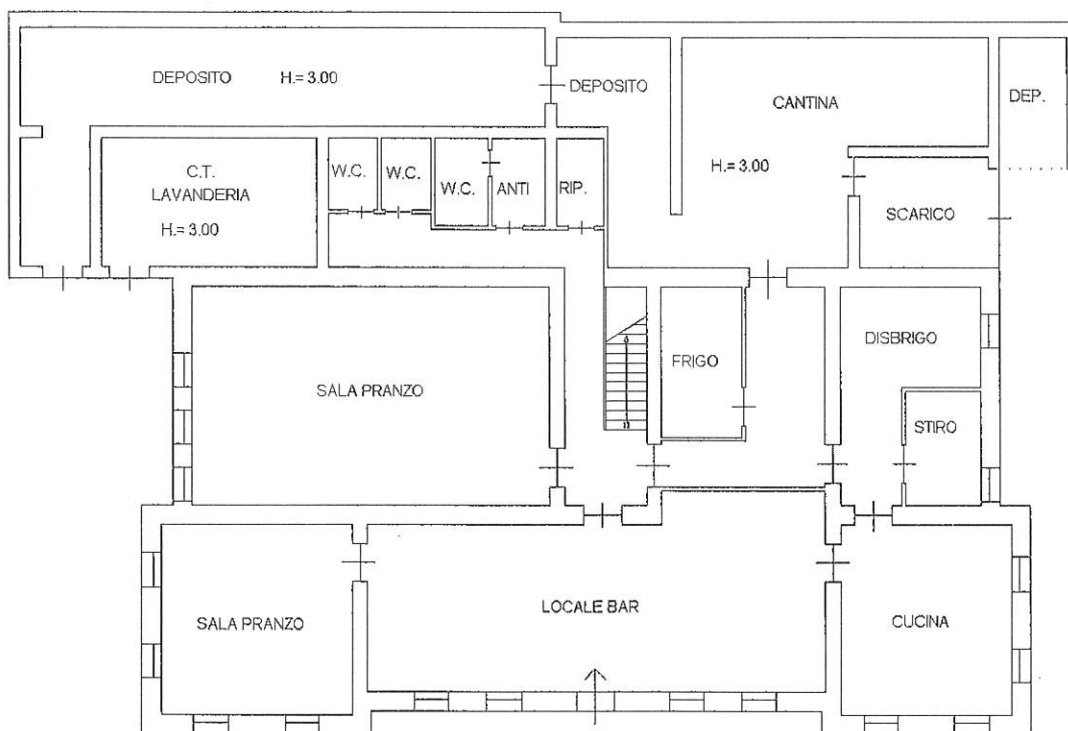 DEPOSITO H.= 3.00
DEPOSITO
CANTINA
DEP.
H.= 3.00
C.T.
LAVANDERIA
H.= 3.00
W.C.
W.C.
W.C.
ANTI
RIP.
SCARICO
SALA PRANZO
FRIGO
DISBRIGO
STIRO
SALA PRANZO
LOCALE BAR
CUCINA